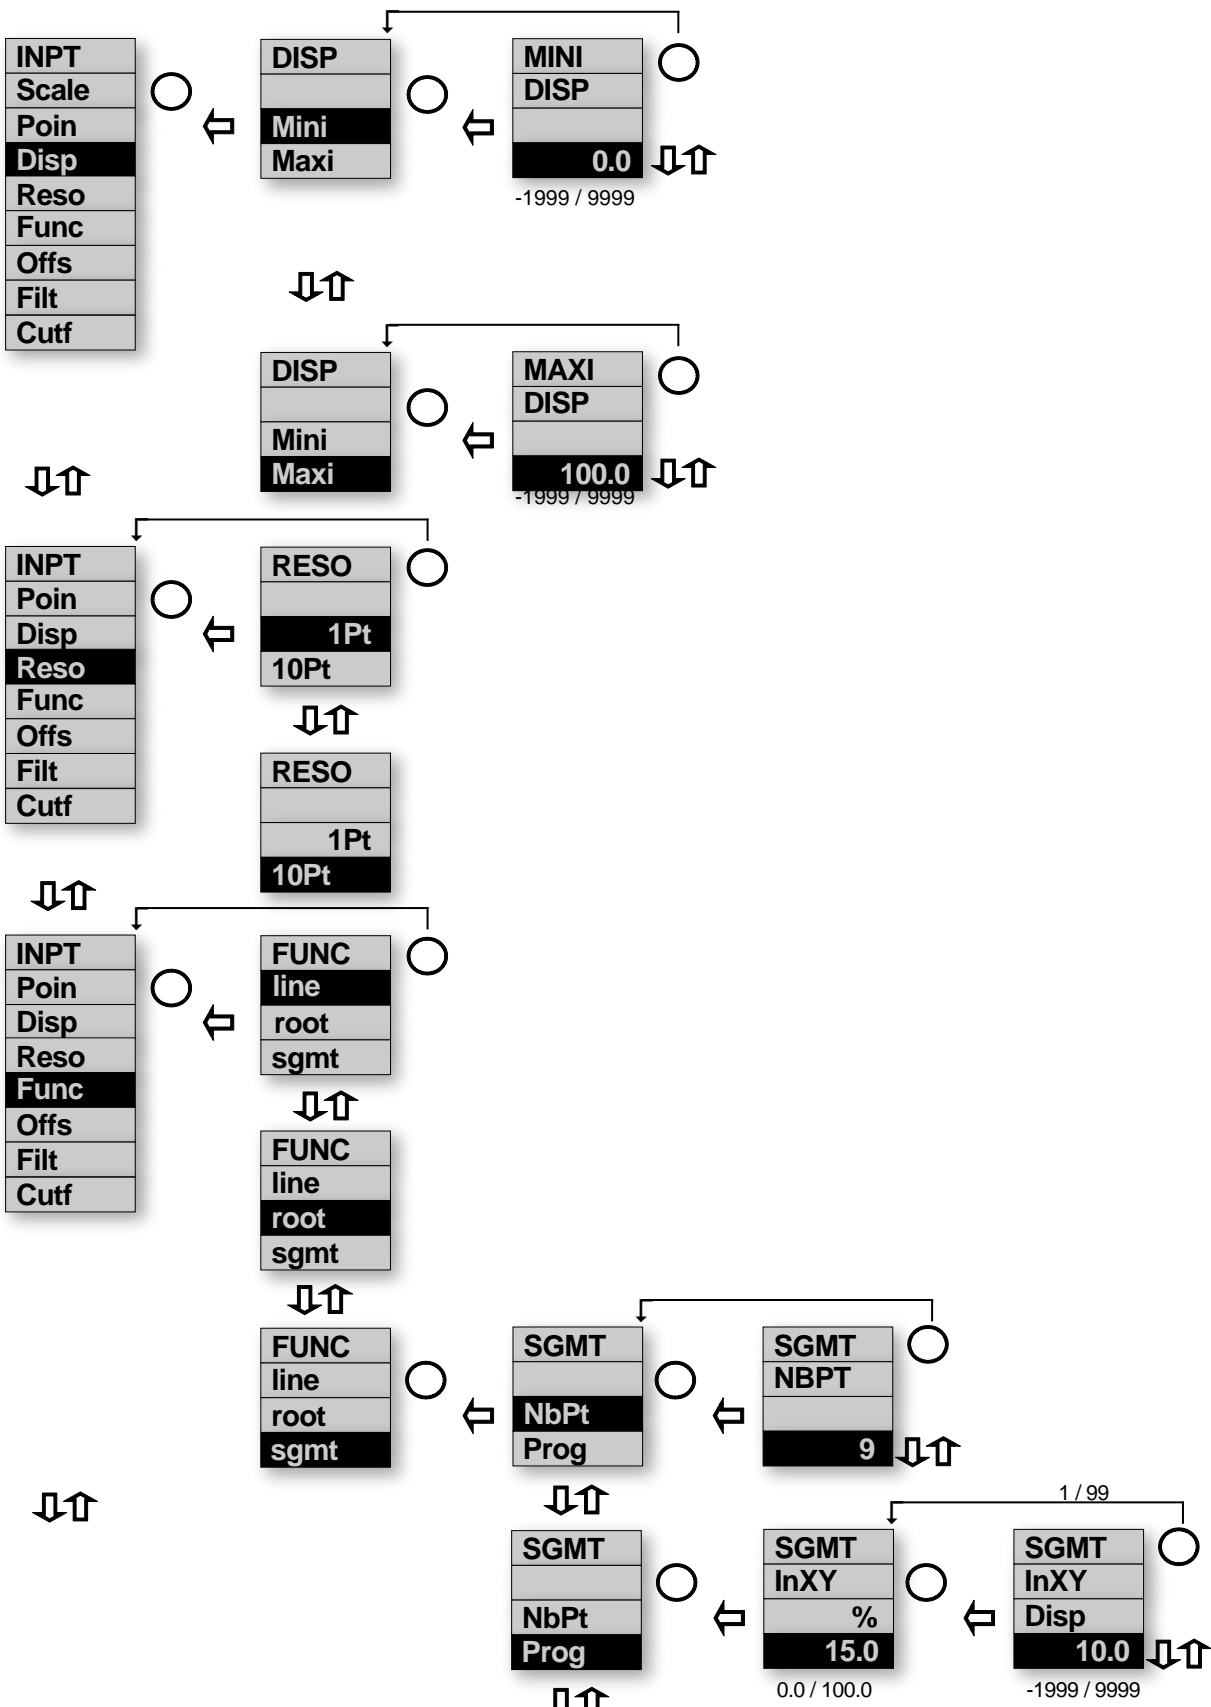 INPT
Scale
Poin
Disp
Reso
Func
Offs
Filt
Cutf
DISP
Mini
Maxi
MINI
DISP
0.0
-1999 / 9999
DISP
Mini
Maxi
MAXI
DISP
100.0
-1999 / 9999
INPT
Poin
Disp
Reso
Func
Offs
Filt
Cutf
RESO
1Pt
10Pt
RESO
1Pt
10Pt
INPT
Poin
Disp
Reso
Func
Offs
Filt
Cutf
FUNC
line
root
sgmt
FUNC
line
root
sgmt
FUNC
line
root
sgmt
SGMT
NbPt
Prog
SGMT
NBPT
9
1 / 99
SGMT
NbPt
Prog
SGMT
InXY
%
15.0
0.0 / 100.0
SGMT
InXY
Disp
10.0
-1999 / 9999